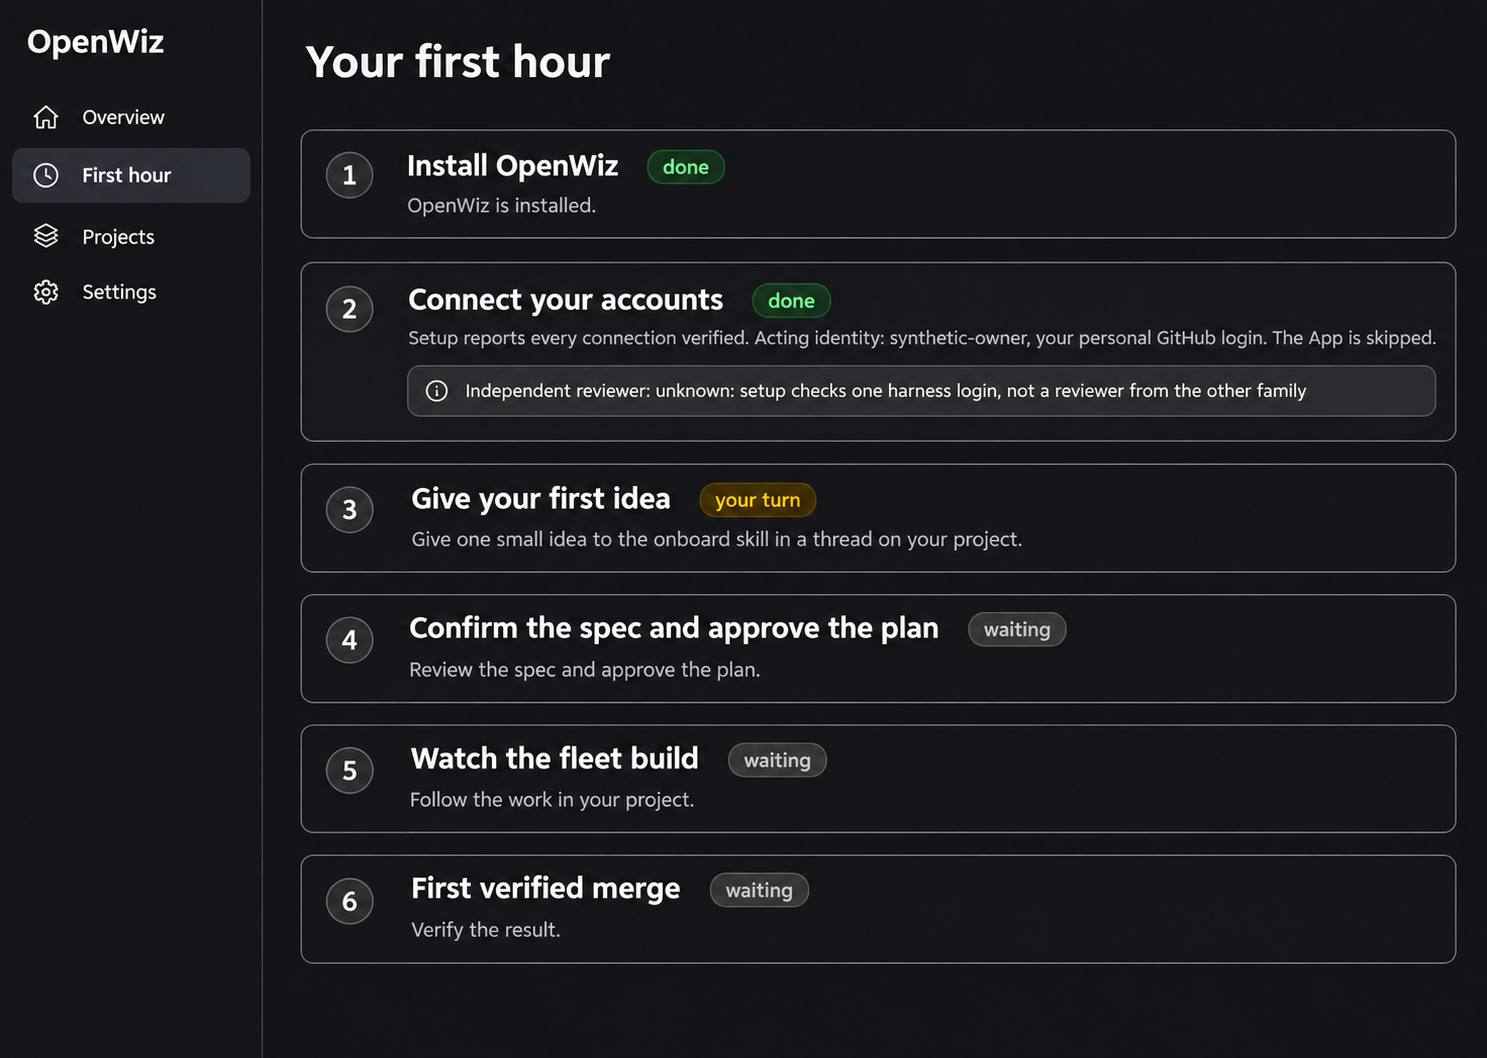 OpenWiz
Overview
First hour
Projects
Settings
Your first hour
1
Install OpenWiz
done
OpenWiz is installed.
2
Connect your accounts
done
Setup reports every connection verified. Acting identity: synthetic-owner, your personal GitHub login. The App is skipped.
Independent reviewer: unknown: setup checks one harness login, not a reviewer from the other family
3
Give your first idea
your turn
Give one small idea to the onboard skill in a thread on your project.
4
Confirm the spec and approve the plan
waiting
Review the spec and approve the plan.
5
Watch the fleet build
waiting
Follow the work in your project.
6
First verified merge
waiting
Verify the result.